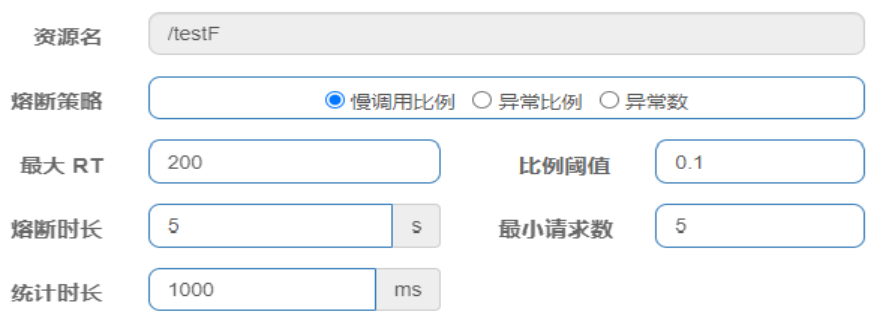 资源名 /testF
熔断策略 慢调用比例 异常比例 异常数
最大 RT 200 比例阈值 0.1
熔断时长 5 s 最小请求数 5
统计时长 1000 ms